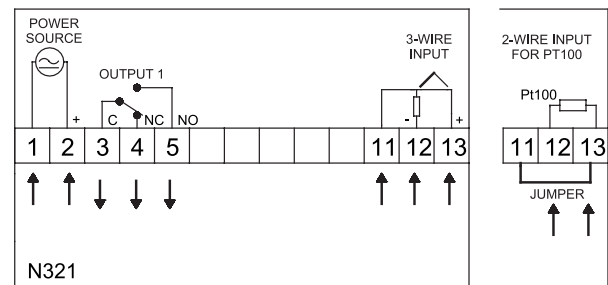 POWER
SOURCE
OUTPUT 1
3-WIRE
INPUT
+ C NC NO - +
1 2 3 4 5 11 12 13
N321
2-WIRE INPUT
FOR PT100
Pt100
11 12 13
JUMPER